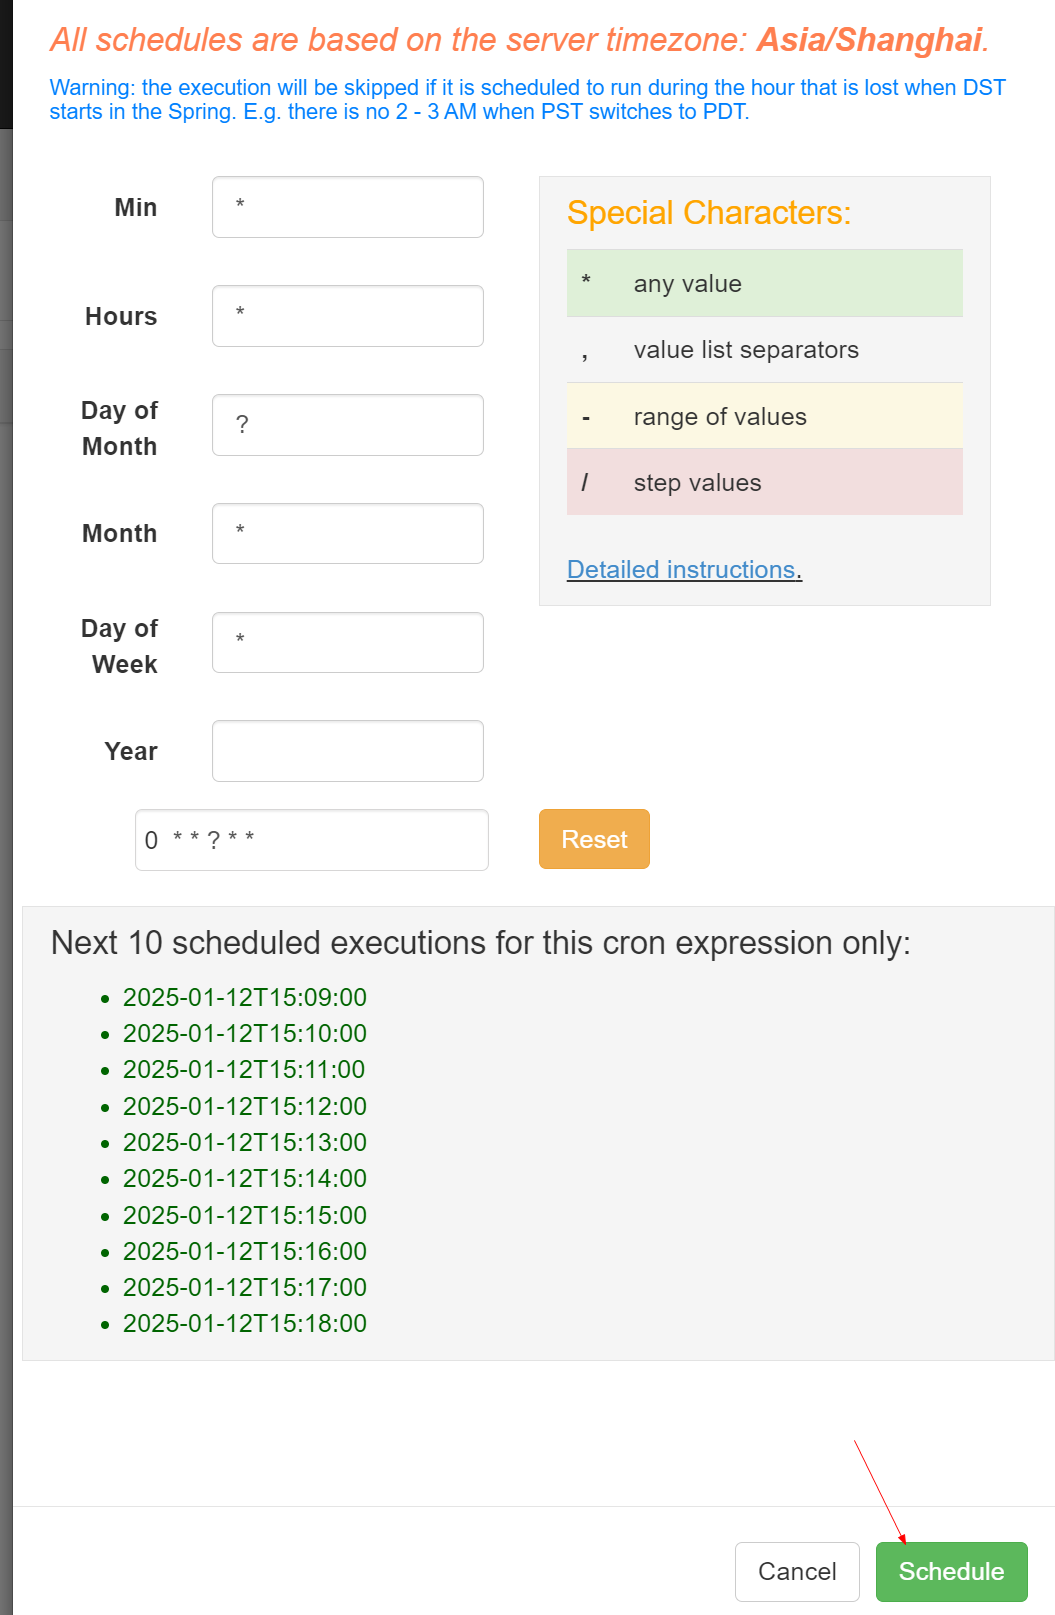 All schedules are based on the server timezone: Asia/Shanghai.
Warning: the execution will be skipped if it is scheduled to run during the hour that is lost when DST
starts in the Spring. E.g. there is no 2 - 3 AM when PST switches to PDT.
Min *
Hours *
Day of
Month ?
Month *
Day of
Week *
Year
0 * * ? * *
Reset
Special Characters:
* any value
, value list separators
- range of values
/ step values
Detailed instructions.
Next 10 scheduled executions for this cron expression only:
• 2025-01-12T15:09:00
• 2025-01-12T15:10:00
• 2025-01-12T15:11:00
• 2025-01-12T15:12:00
• 2025-01-12T15:13:00
• 2025-01-12T15:14:00
• 2025-01-12T15:15:00
• 2025-01-12T15:16:00
• 2025-01-12T15:17:00
• 2025-01-12T15:18:00
Cancel
Schedule